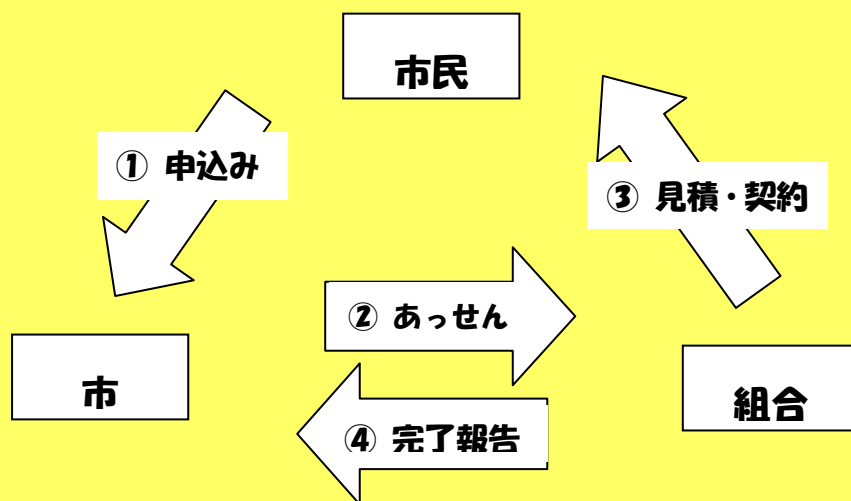 市民
① 申込み
③ 見積・契約
② あっせん
市
組合
④ 完了報告